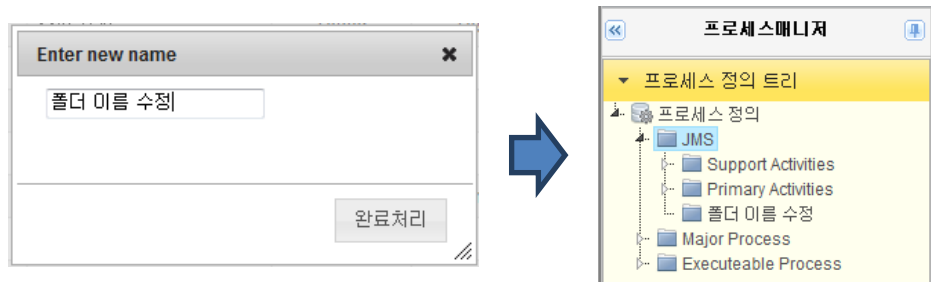 Enter new name
폴더 이름 수정
완료처리
프로세스매니저
프로세스 정의 트리
프로세스 정의
JMS
Support Activities
Primary Activities
폴더 이름 수정
Major Process
Executeable Process